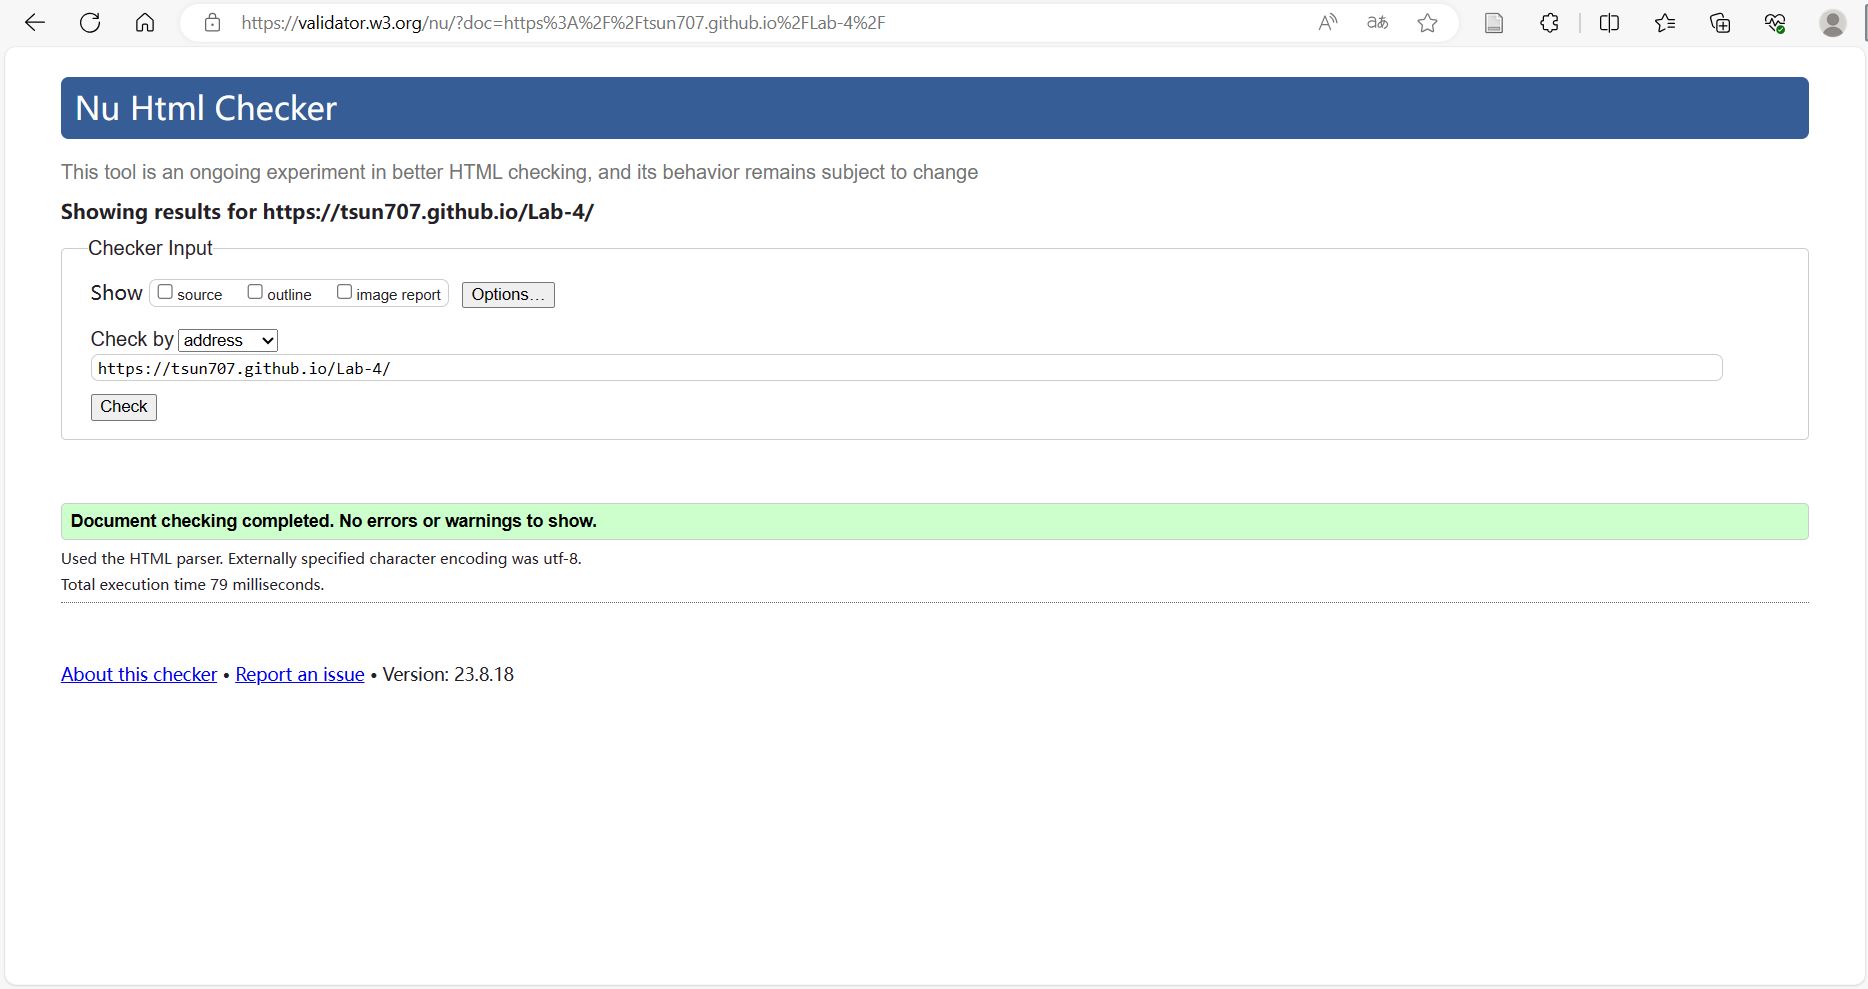 https://validator.w3.org/nu/?doc=https%3A%2F%2Ftsun707.github.io%2FLab-4%2F
Nu Html Checker
This tool is an ongoing experiment in better HTML checking, and its behavior remains subject to change
Showing results for https://tsun707.github.io/Lab-4/
Checker Input
Show source outline image report Options...
Check by address
https://tsun707.github.io/Lab-4/
Check
Document checking completed. No errors or warnings to show.
Used the HTML parser. Externally specified character encoding was utf-8.
Total execution time 79 milliseconds.
About this checker • Report an issue • Version: 23.8.18